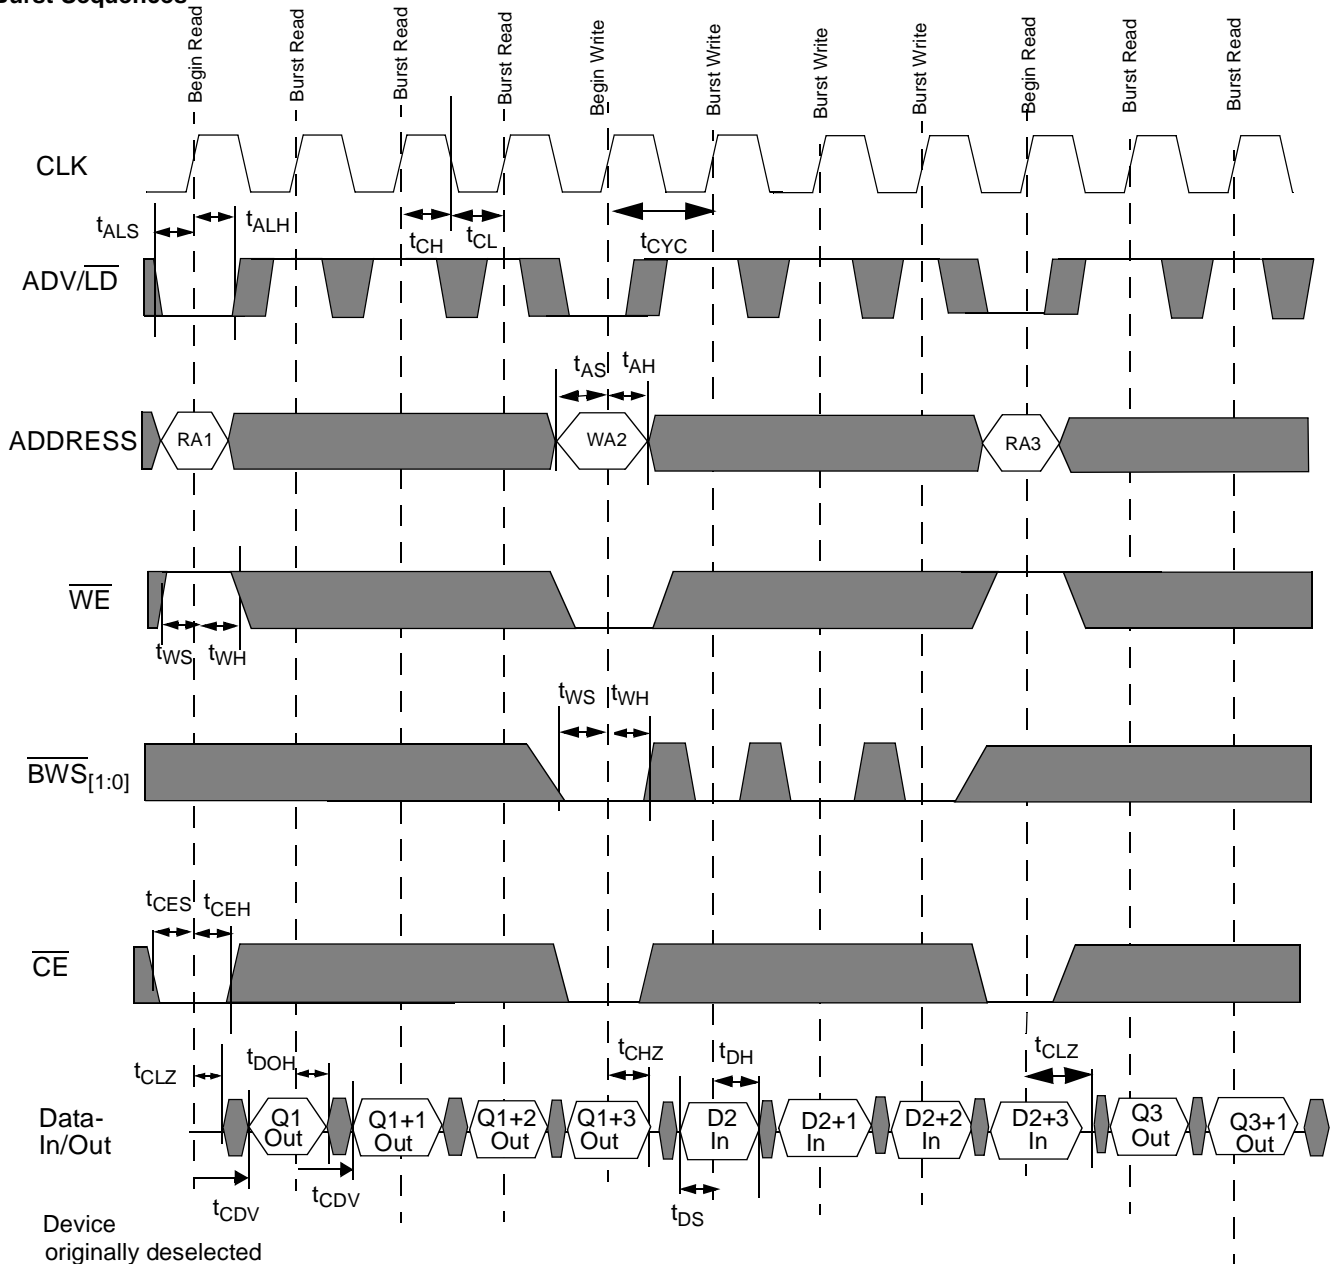 Burst Sequences
Begin Read
Burst Read
Burst Read
Burst Read
Begin Write
Burst Write
Burst Write
Burst Write
Begin Read
Burst Read
Burst Read
CLK
tALS
tALH
tCH
tCL
tCYC
ADV/LD
tAS
tAH
ADDRESS
RA1
WA2
RA3
WE
tWS
tWH
tWS
tWH
BWS[1:0]
tCES
tCEH
CE
tCLZ
tDOH
tCHZ
tDH
tCLZ
Data-
In/Out
Q1
Out
Q1+1
Out
Q1+2
Out
Q1+3
Out
D2
In
D2+1
In
D2+2
In
D2+3
In
Q3
Out
Q3+1
Out
tCDV
tCDV
tDS
Device
originally deselected